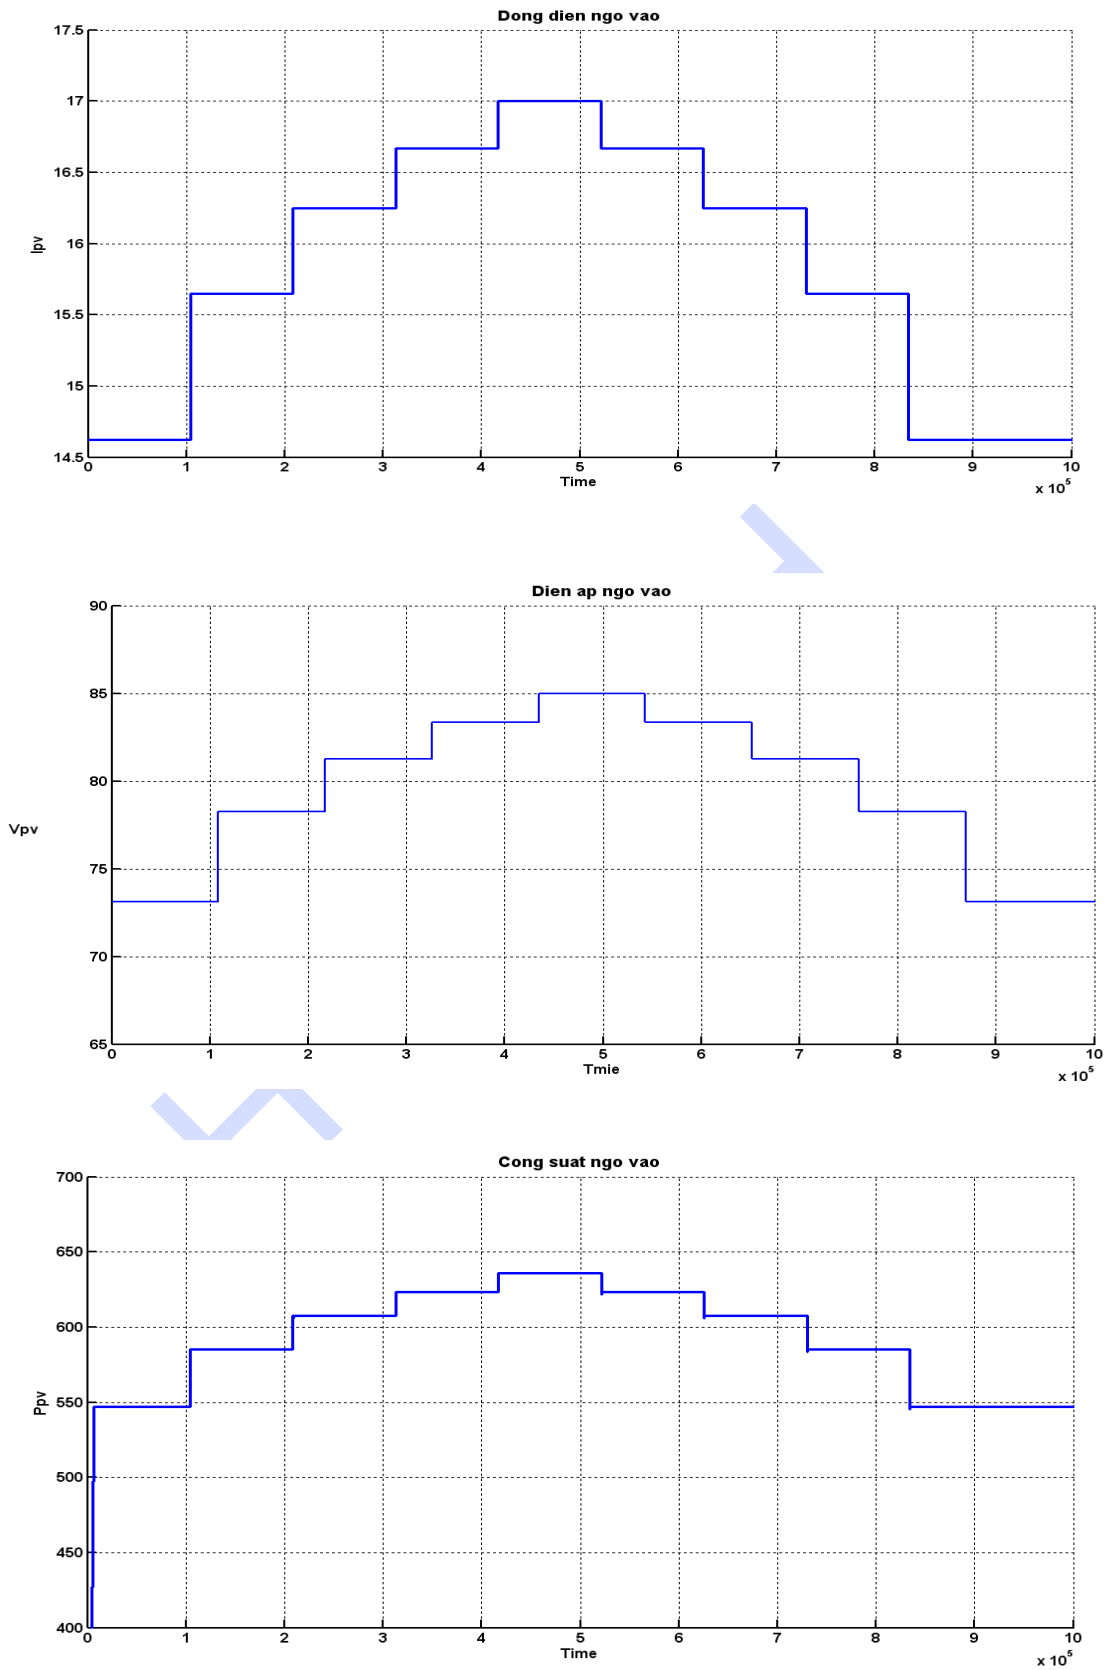 Dong dien ngo vao
17.5
17
16.5
16
15.5
15
14.5
Ipv
0 1 2 3 4 5 6 7 8 9 10
Time
x 10^5
Dien ap ngo vao
90
85
80
75
70
65
Vpv
0 1 2 3 4 5 6 7 8 9 10
Tmie
x 10^5
Cong suat ngo vao
700
650
600
550
500
450
400
Ppv
0 1 2 3 4 5 6 7 8 9 10
Time
x 10^5